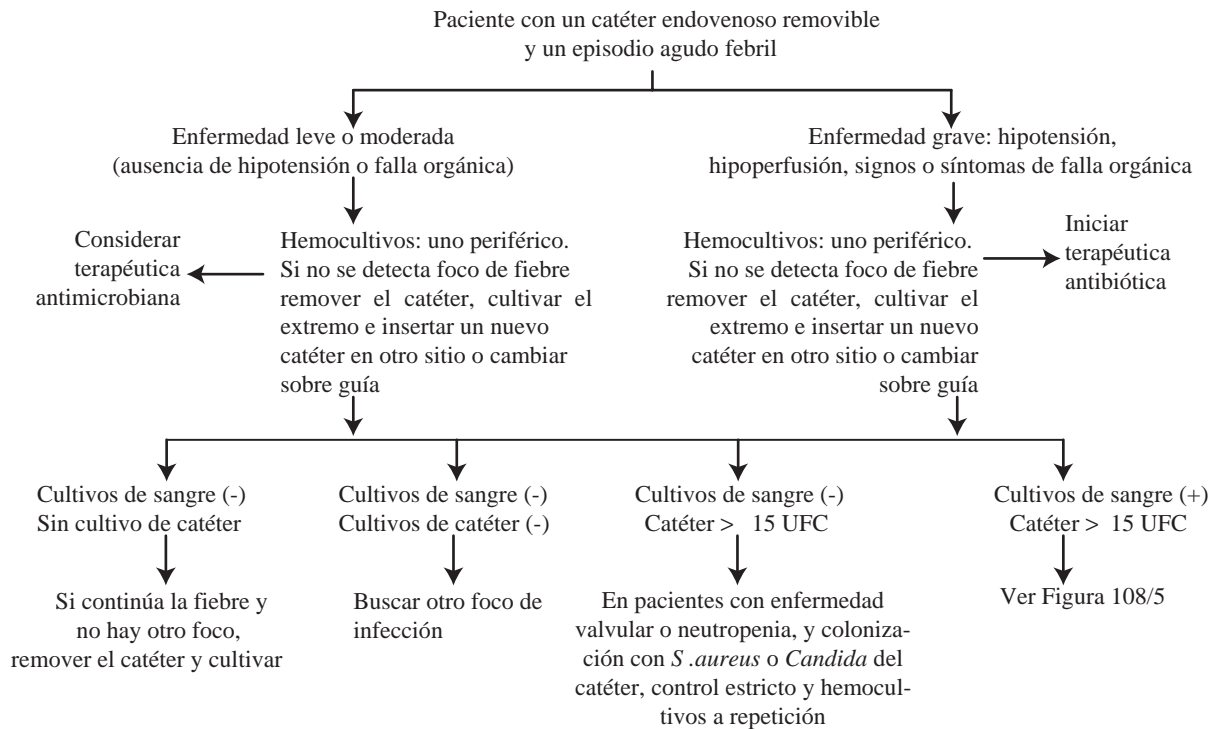 Paciente con un catéter endovenoso removible
y un episodio agudo febril
Enfermedad leve o moderada
(ausencia de hipotensión o falla orgánica)
Enfermedad grave: hipotensión,
hipoperfusión, signos o síntomas de falla orgánica
Considerar
terapéutica
antimicrobiana
Hemocultivos: uno periférico.
Si no se detecta foco de fiebre
remover el catéter, cultivar el
extremo e insertar un nuevo
catéter en otro sitio o cambiar
sobre guía
Hemocultivos: uno periférico.
Si no se detecta foco de fiebre
remover el catéter, cultivar el
extremo e insertar un nuevo
catéter en otro sitio o cambiar
sobre guía
Iniciar
terapéutica
antibiótica
Cultivos de sangre (-)
Sin cultivo de catéter
Cultivos de sangre (-)
Cultivos de catéter (-)
Cultivos de sangre (-)
Catéter > 15 UFC
Cultivos de sangre (+)
Catéter > 15 UFC
Si continúa la fiebre y
no hay otro foco,
remover el catéter y cultivar
Buscar otro foco de
infección
En pacientes con enfermedad
valvular o neutropenia, y coloniza-
ción con S .aureus o Candida del
catéter, control estricto y hemocul-
tivos a repetición
Ver Figura 108/5